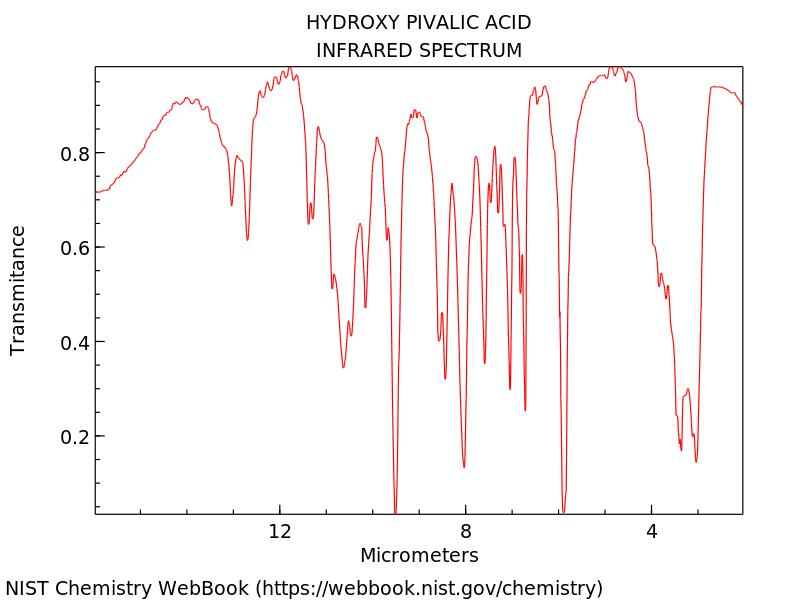 HYDROXY PIVALIC ACID
INFRARED SPECTRUM
0.8
0.6
0.4
0.2
Transmitance
12
8
4
Micrometers
NIST Chemistry WebBook (https://webbook.nist.gov/chemistry)